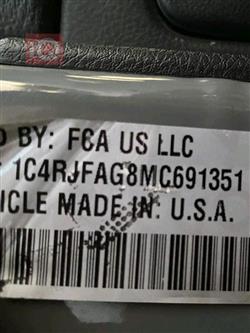 D BY: FCA US LLC
1C4RJFAG8MC691351
ICLE MADE IN: U.S.A.